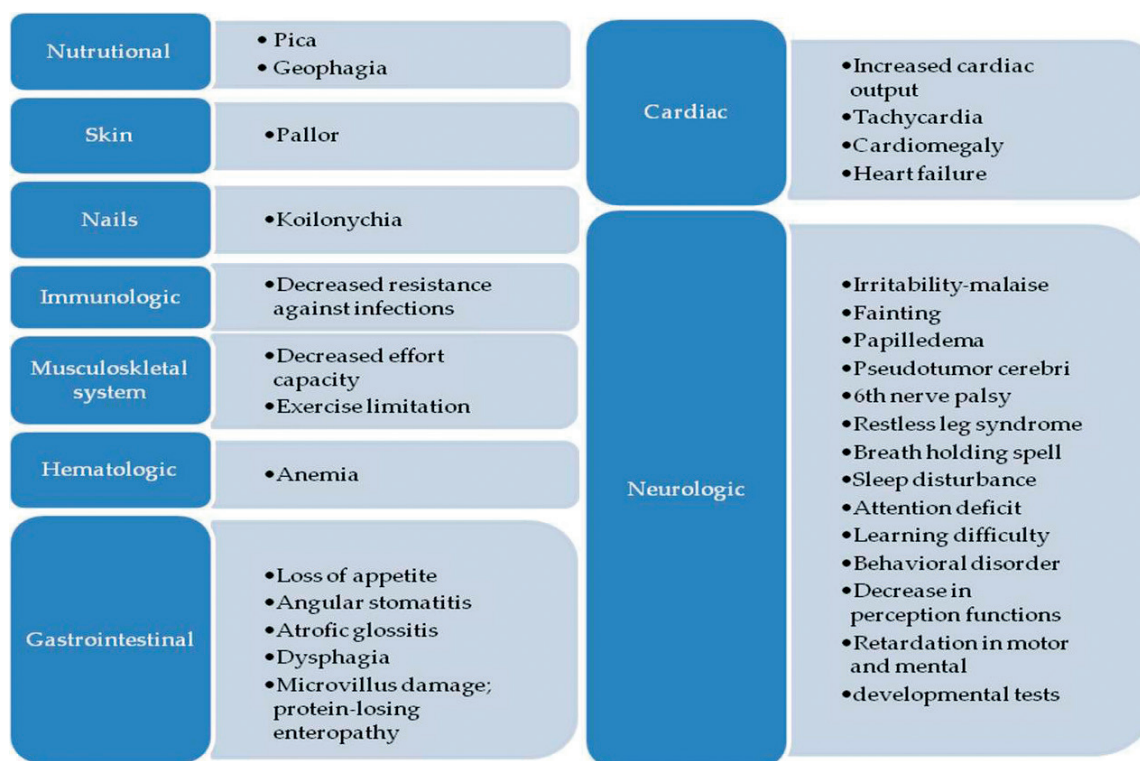 Nutrutional
• Pica
• Geophagia
Skin
•Pallor
Nails
•Koilonychia
Immunologic
•Decreased resistance
against infections
Musculoskletal
system
•Decreased effort
capacity
•Exercise limitation
Hematologic
•Anemia
Gastrointestinal
•Loss of appetite
•Angular stomatitis
•Atrofic glossitis
•Dysphagia
•Microvillus damage;
protein-losing
enteropathy
Cardiac
•Increased cardiac
output
•Tachycardia
•Cardiomegaly
•Heart failure
Neurologic
•Irritability-malaise
•Fainting
•Papilledema
•Pseudotumor cerebri
•6th nerve palsy
•Restless leg syndrome
•Breath holding spell
•Sleep disturbance
•Attention deficit
•Learning difficulty
•Behavioral disorder
•Decrease in
perception functions
•Retardation in motor
and mental
•developmental tests